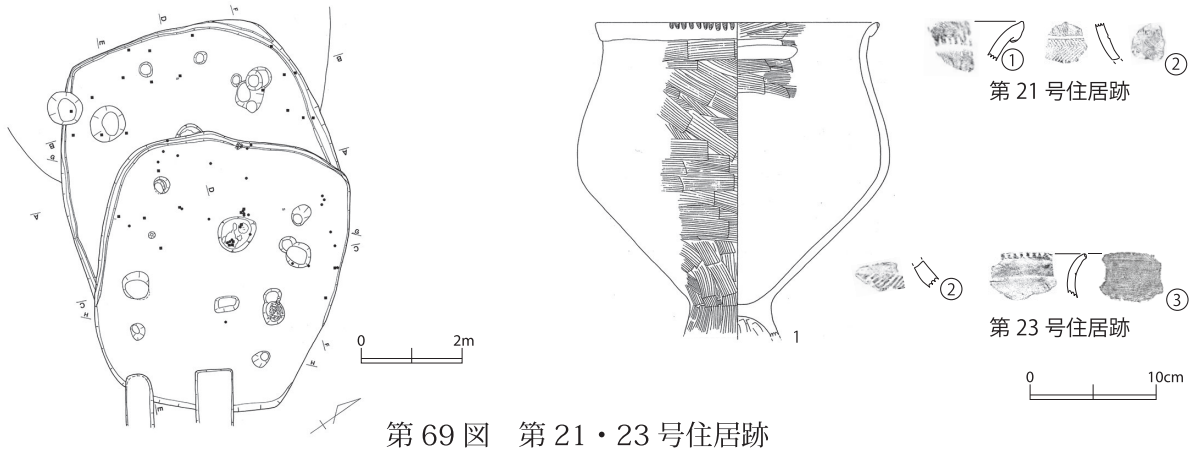 0 2m
1
① ②
第 21 号住居跡
② ③
第 23 号住居跡
0 10cm
第 69 図 第 21・23 号住居跡